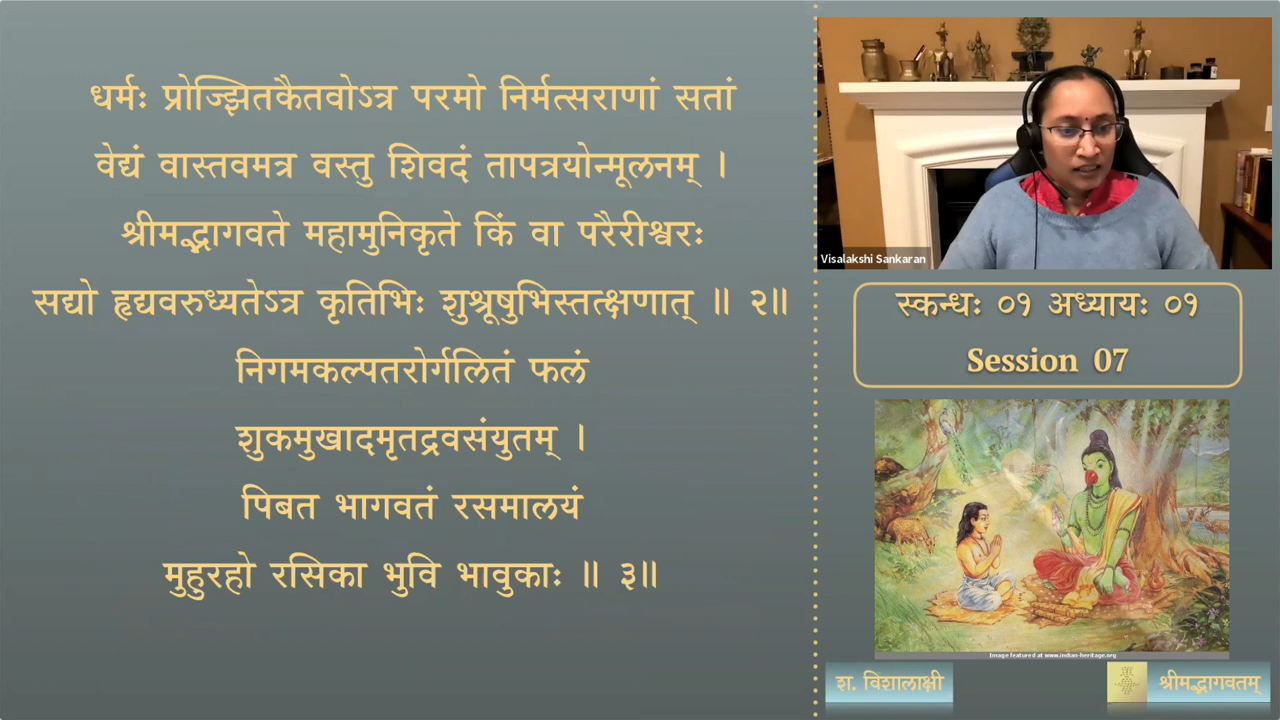 धर्मः प्रोज्झितकैतवोऽत्र परमो निर्मत्सराणां सतां
वेद्यं वास्तवमत्र वस्तु शिवदं तापत्रयोन्मूलनम् ।
श्रीमद्भागवते महामुनिकृते किं वा परैरीश्वरः
सद्यो हृद्यवरुध्यतेऽत्र कृतिभिः शुश्रूषुभिस्तत्क्षणात् ॥ २॥
निगमकल्पतरोर्गलितं फलं
शुकमुखादमृतद्रवसंयुतम् ।
पिबत भागवतं रसमालयं
मुहुरहो रसिका भुवि भावुकाः ॥ ३॥
Visalakshi Sankaran
स्कन्धः ०१ अध्यायः ०१
Session 07
Image featured at www.indian-heritage.org
श. विशालाक्षी
श्रीमद्भागवतम्